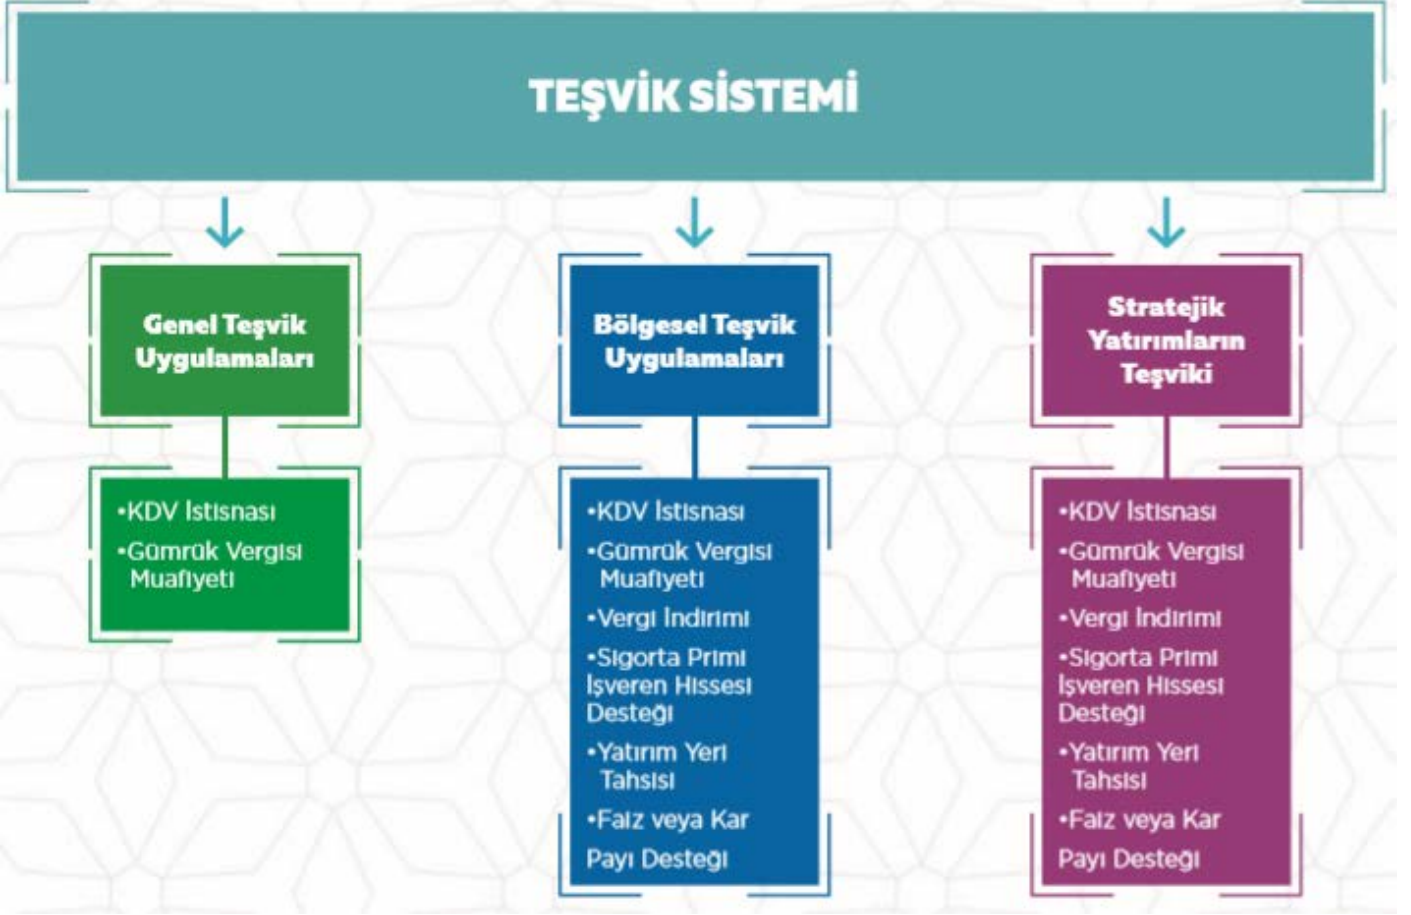 TEŞVİK SİSTEMİ
Genel Teşvik
Uygulamaları
•KDV İstisnası
•Gümrük Vergisi
Muafiyeti
Bölgesel Teşvik
Uygulamaları
•KDV İstisnası
•Gümrük Vergisi
Muafiyeti
•Vergi İndirimi
•Sigorta Primi
İşveren Hissesi
Desteği
•Yatırım Yeri
Tahsisi
•Faiz veya Kar
Payı Desteği
Stratejik
Yatırımların
Teşviki
•KDV İstisnası
•Gümrük Vergisi
Muafiyeti
•Vergi İndirimi
•Sigorta Primi
İşveren Hissesi
Desteği
•Yatırım Yeri
Tahsisi
•Faiz veya Kar
Payı Desteği